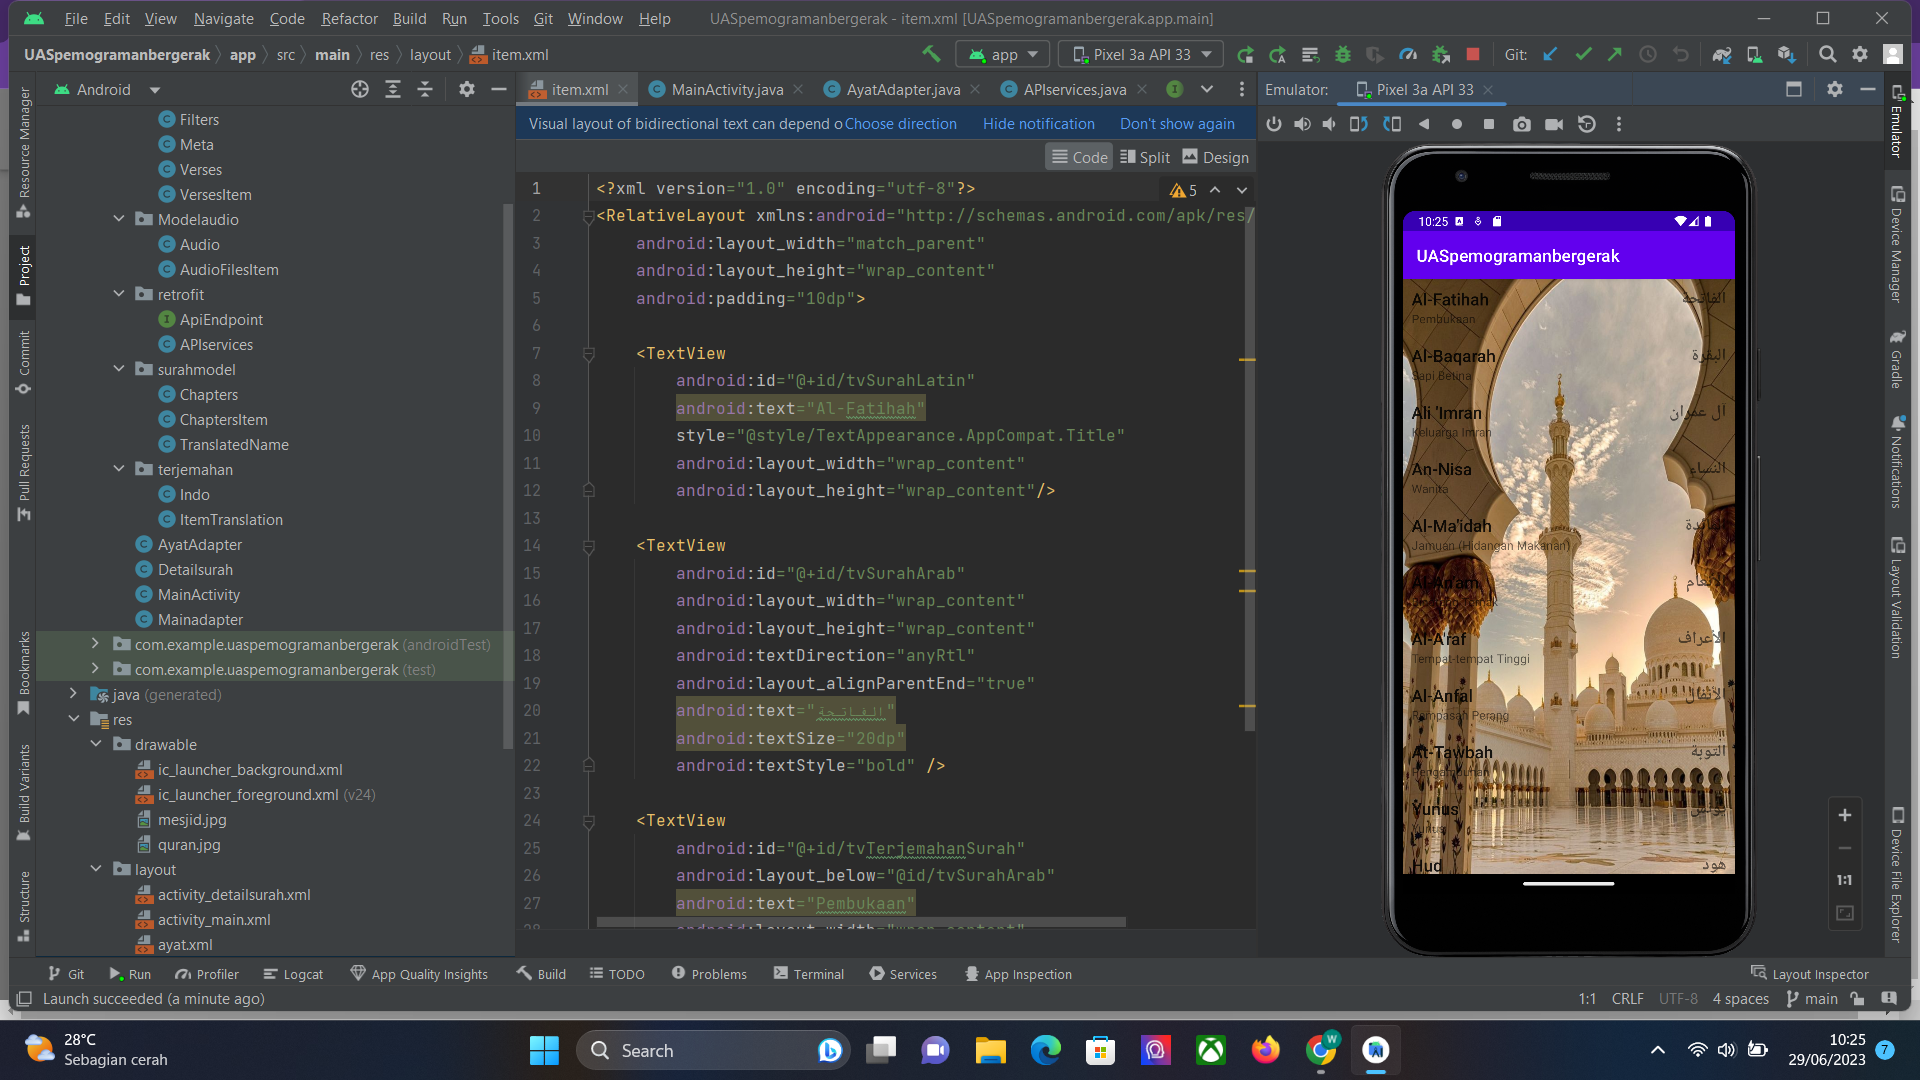 File Edit View Navigate Code Refactor Build Run Tools Git Window Help UASpemogramanbergerak - item.xml [UASpemogramanbergerak.app.main]
UASpemogramanbergerak app src main res layout item.xml app Pixel 3a API 33 Git:
Android item.xml MainActivity.java AyatAdapter.java APIservices.java Emulator: Pixel 3a API 33
Visual layout of bidirectional text can depend o Choose direction Hide notification Don't show again
Code Split Design
Resource Manager
Project
Commit
Pull Requests
Bookmarks
Build Variants
Structure
Filters
Meta
Verses
VersesItem
Modelaudio
Audio
AudioFilesItem
retrofit
ApiEndpoint
APIservices
surahmodel
Chapters
ChaptersItem
TranslatedName
terjemahan
Indo
ItemTranslation
AyatAdapter
Detailsurah
MainActivity
Mainadapter
com.example.uaspemogramanbergerak (androidTest)
com.example.uaspemogramanbergerak (test)
java (generated)
res
drawable
ic_launcher_background.xml
ic_launcher_foreground.xml (v24)
mesjid.jpg
quran.jpg
layout
activity_detailsurah.xml
activity_main.xml
ayat.xml
5
1 <?xml version="1.0" encoding="utf-8"?>
2 <RelativeLayout xmlns:android="http://schemas.android.com/apk/res/
3 android:layout_width="match_parent"
4 android:layout_height="wrap_content"
5 android:padding="10dp">
6
7 <TextView
8 android:id="@+id/tvSurahLatin"
9 android:text="Al-Fatihah"
10 style="@style/TextAppearance.AppCompat.Title"
11 android:layout_width="wrap_content"
12 android:layout_height="wrap_content"/>
13
14 <TextView
15 android:id="@+id/tvSurahArab"
16 android:layout_width="wrap_content"
17 android:layout_height="wrap_content"
18 android:textDirection="anyRtl"
19 android:layout_alignParentEnd="true"
20 android:text="الفاتحة"
21 android:textSize="20dp"
22 android:textStyle="bold" />
23
24 <TextView
25 android:id="@+id/tvTerjemahanSurah"
26 android:layout_below="@id/tvSurahArab"
27 android:text="Pembukaan"
28 android:layout_width="wrap_content"
10:25
UASpemogramanbergerak
Al-Fatihah الفاتحة
Pembukaan
Al-Baqarah البقرة
Sapi Betina
Ali 'Imran آل عمران
Keluarga Imran
An-Nisa النساء
Wanita
Al-Ma'idah المائدة
Jamuan (Hidangan Makanan)
Al-An'am الأنعام
Al-A'raf الأعراف
Tempat-tempat Tinggi
Al-Anfal الأنفال
Rampasan Perang
At-Tawbah التوبة
Pengampunan
Yunus يونس
Yunus
Hud هود
1:1
Emulator
Device Manager
Gradle
Notifications
Layout Validation
Device File Explorer
Git Run Profiler Logcat App Quality Insights Build TODO Problems Terminal Services App Inspection Layout Inspector
Launch succeeded (a minute ago) 1:1 CRLF UTF-8 4 spaces main
28°C
Sebagian cerah
Search
W
10:25
29/06/2023
7